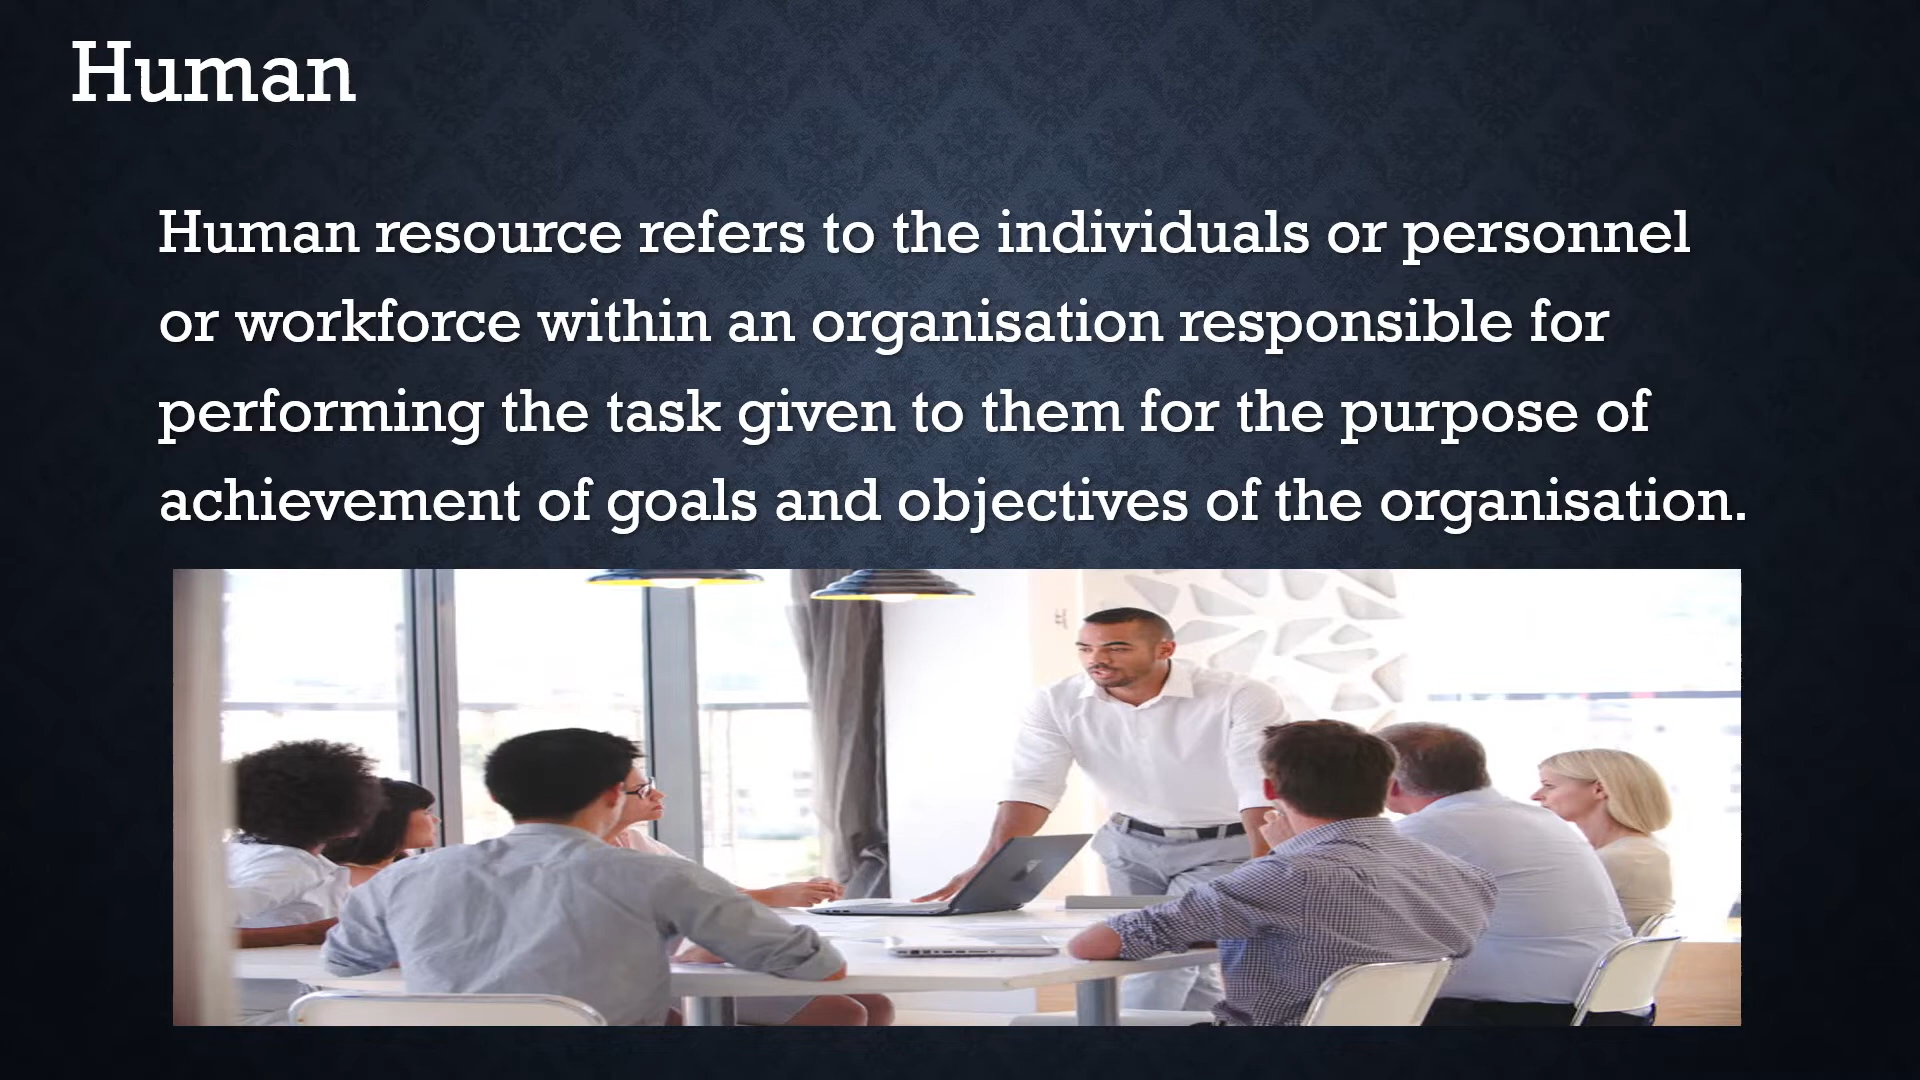 Human
Human resource refers to the individuals or personnel
or workforce within an organisation responsible for
performing the task given to them for the purpose of
achievement of goals and objectives of the organisation.